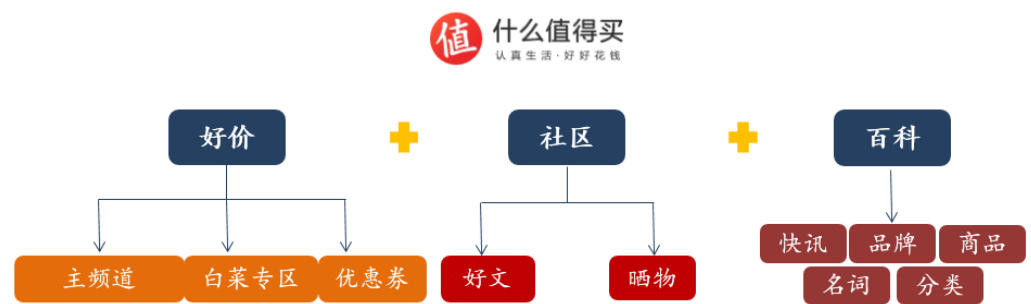 值 什么值得买
认真生活·好好花钱
好价 社区 百科
主频道 白菜专区 优惠券 好文 晒物
快讯 品牌 商品
名词 分类